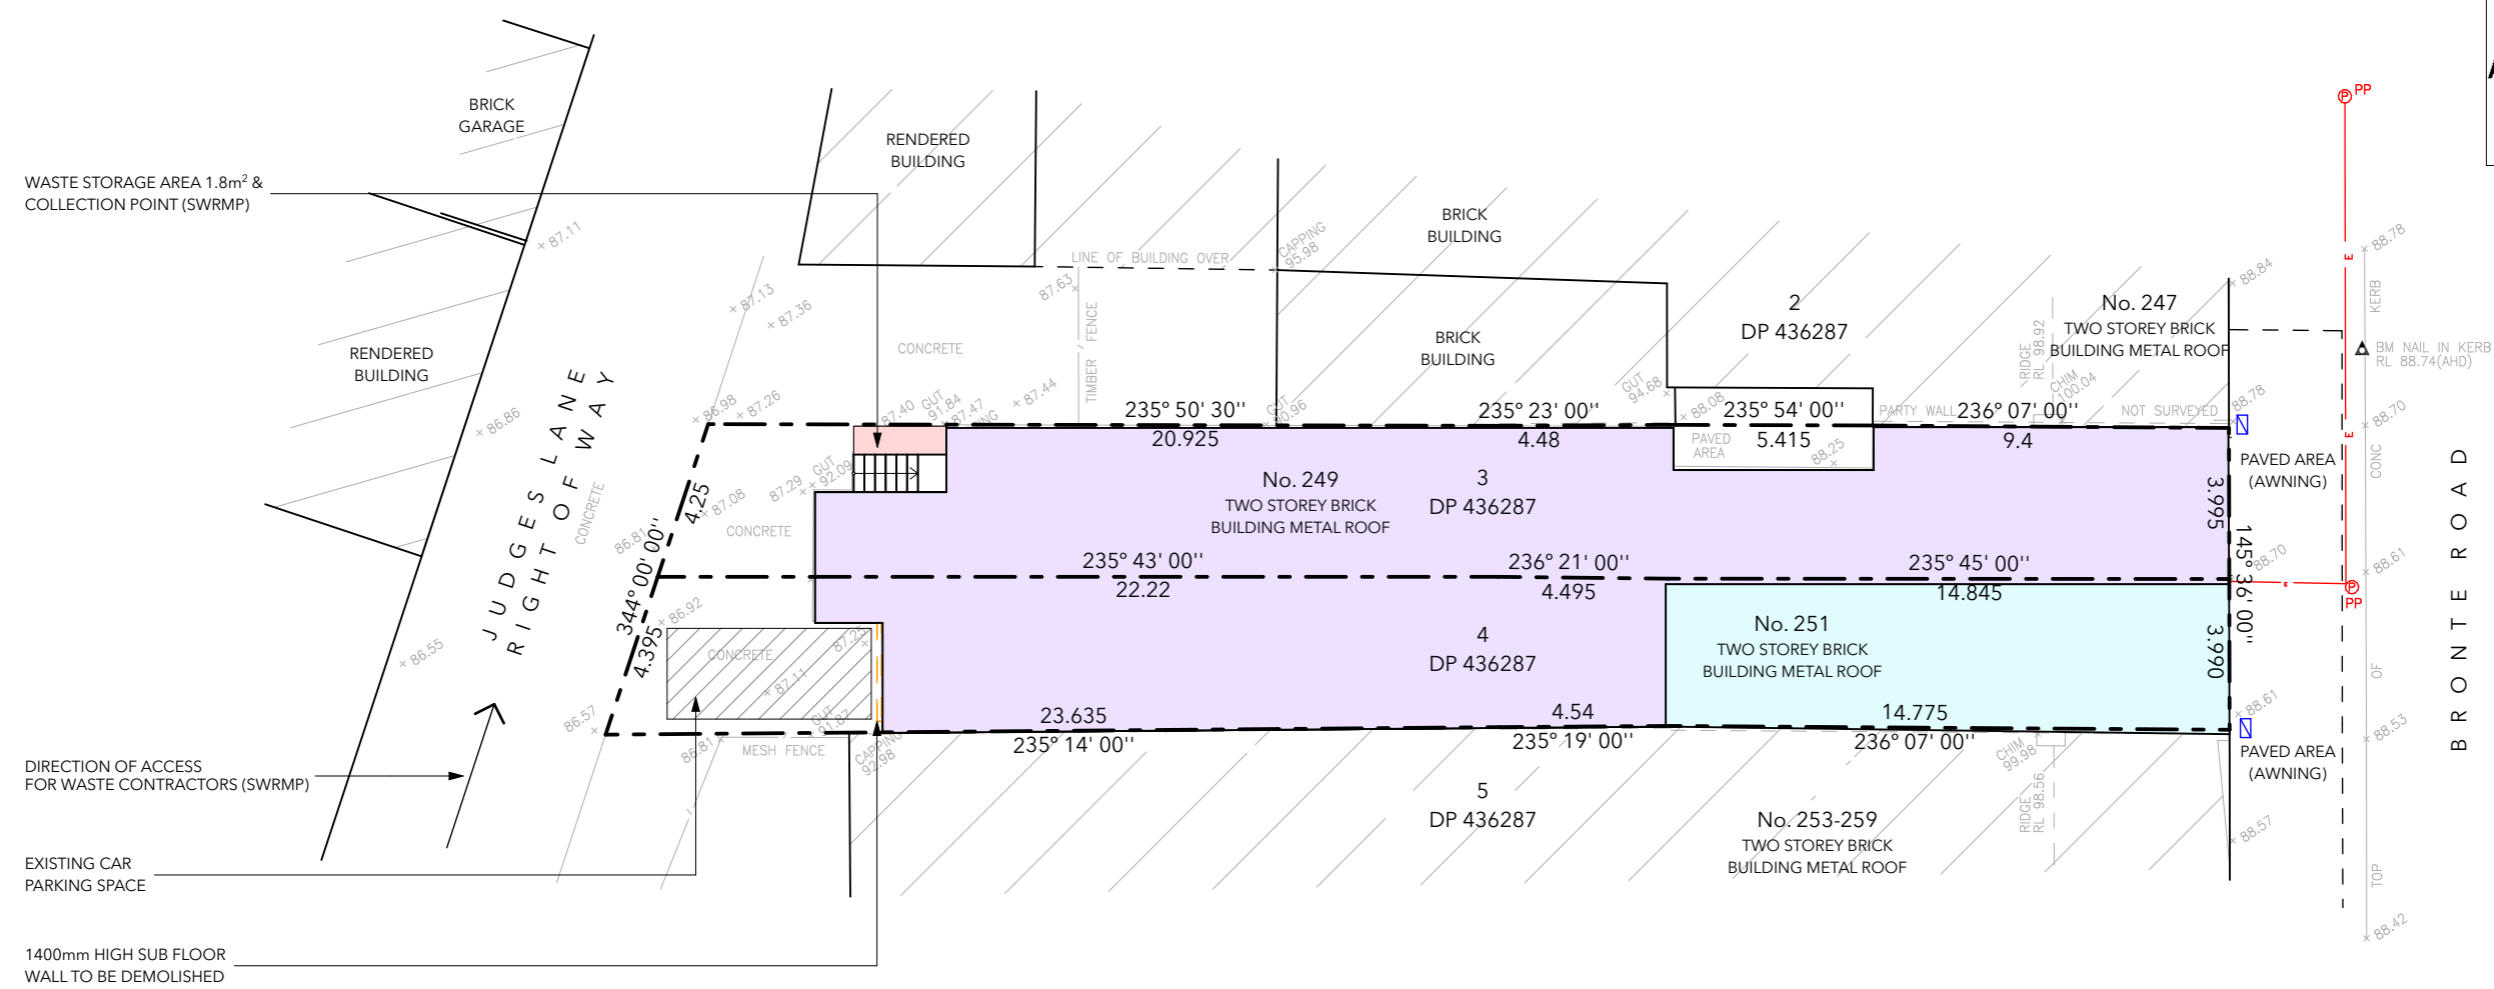 PP
BRICK
GARAGE
RENDERED
BUILDING
WASTE STORAGE AREA 1.8m² &
COLLECTION POINT (SWRMP)
BRICK
BUILDING
87.11
88.78
LINE OF BUILDING OVER
CAPPING
95.98
E
88.84
87.63
87.13
87.36
TIMBER FENCE
2
DP 436287
No. 247
TWO STOREY BRICK
BUILDING METAL ROOF
RIDGE
RL 98.92
KERB
BM NAIL IN KERB
RL 88.74(AHD)
CONCRETE
BRICK
BUILDING
RENDERED
BUILDING
CHIM
100.04
GUT
94.68
87.44
86.98
87.26
87.40
GUT
91.84
87.47
235° 50' 30''
GUT
90.96
235° 23' 00''
88.08
235° 54' 00''
PARTY WALL
236° 07' 00''
NOT SURVEYED
88.78
88.70
86.86
20.925
4.48
PAVED
AREA
5.415
88.25
9.4
E
PAVED AREA
(AWNING)
CONC
JUDGES LANE
RIGHT OF WAY
CONCRETE
GUT
92.09
87.29
87.08
4.25
No. 249
TWO STOREY BRICK
BUILDING METAL ROOF
3
DP 436287
3.995
BRONTE ROAD
86.81
CONCRETE
344° 00' 00''
235° 43' 00''
236° 21' 00''
235° 45' 00''
145° 36' 00''
88.70
88.61
22.22
4.495
14.845
E
PP
86.92
4.395
CONCRETE
87.25
87.11
86.55
4
DP 436287
No. 251
TWO STOREY BRICK
BUILDING METAL ROOF
3.990
OF
86.57
GUT
91.87
23.635
4.54
14.775
88.61
88.53
86.81
MESH FENCE
CAPPING
92.98
235° 14' 00''
235° 19' 00''
236° 07' 00''
CHIM
99.98
PAVED AREA
(AWNING)
DIRECTION OF ACCESS
FOR WASTE CONTRACTORS (SWRMP)
5
DP 436287
No. 253-259
TWO STOREY BRICK
BUILDING METAL ROOF
RIDGE
RL 98.56
88.57
EXISTING CAR
PARKING SPACE
TOP
88.42
1400mm HIGH SUB FLOOR
WALL TO BE DEMOLISHED